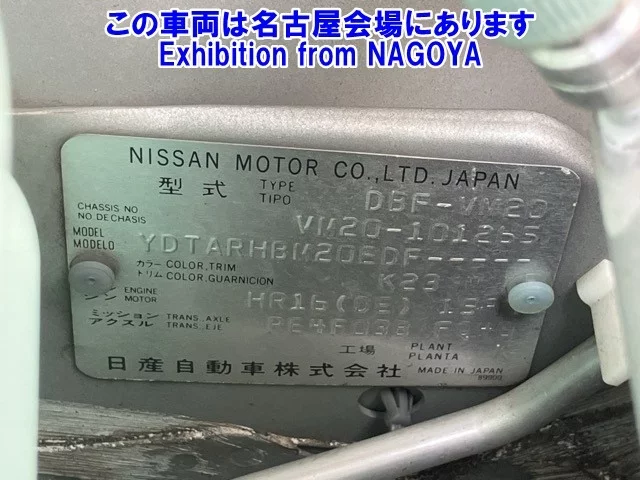 この車両は名古屋会場にあります
Exhibition from NAGOYA
NISSAN MOTOR CO.,LTD. JAPAN
型式 TYPE TIPO DBF-VM20
CHASSIS NO
NO DE CHASIS VM20-101255
MODEL
MODELO YDTARHBM20EDF-----
カラー COLOR,TRIM
トリム COLOR,GUARNICION K23
ENGINE
MOTOR HR16(DE)
ミッション TRANS.
アクスル TRANS.,EJE AXLE RE4F03B
工場 PLANT
PLANTA
日産自動車株式会社 MADE IN JAPAN